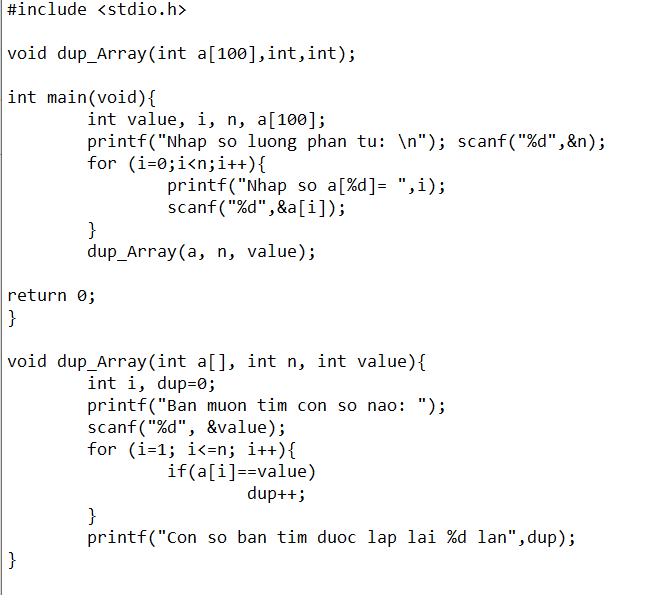 #include <stdio.h>

void dup_Array(int a[100],int,int);

int main(void){
        int value, i, n, a[100];
        printf("Nhap so luong phan tu: \n"); scanf("%d",&n);
        for (i=0;i<n;i++){
                printf("Nhap so a[%d]= ",i);
                scanf("%d",&a[i]);
        }
        dup_Array(a, n, value);

return 0;
}

void dup_Array(int a[], int n, int value){
        int i, dup=0;
        printf("Ban muon tim con so nao: ");
        scanf("%d", &value);
        for (i=1; i<=n; i++){
                if(a[i]==value)
                        dup++;
        }
        printf("Con so ban tim duoc lap lai %d lan",dup);
}